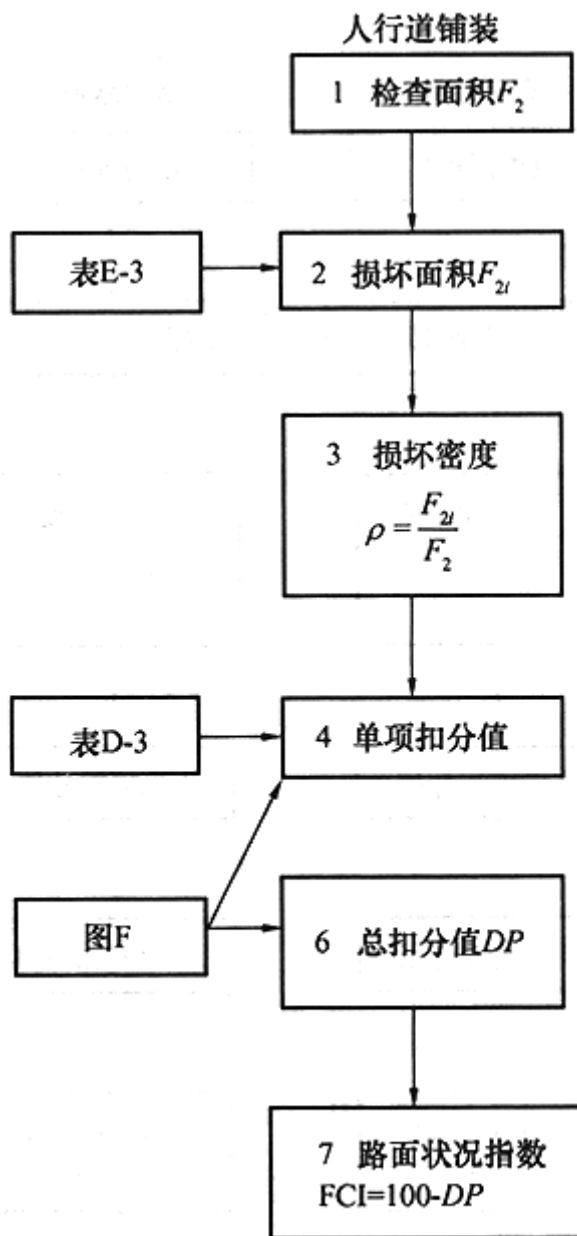 人行道铺装
1 检查面积F₂
表E-3
2 损坏面积F₂ᵢ
3 损坏密度
ρ = F₂ᵢ / F₂
表D-3
4 单项扣分值
图F
6 总扣分值DP
7 路面状况指数
FCI=100-DP